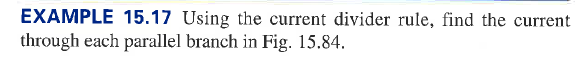 EXAMPLE 15.17 Using the current divider rule, find the current
through each parallel branch in Fig. 15.84.